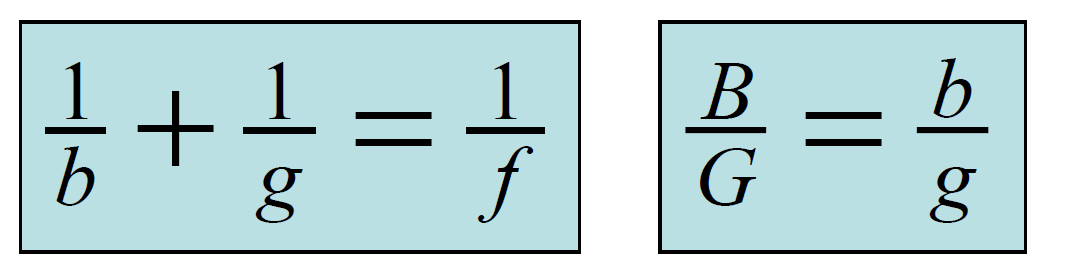 1/b + 1/g = 1/f
B/G = b/g